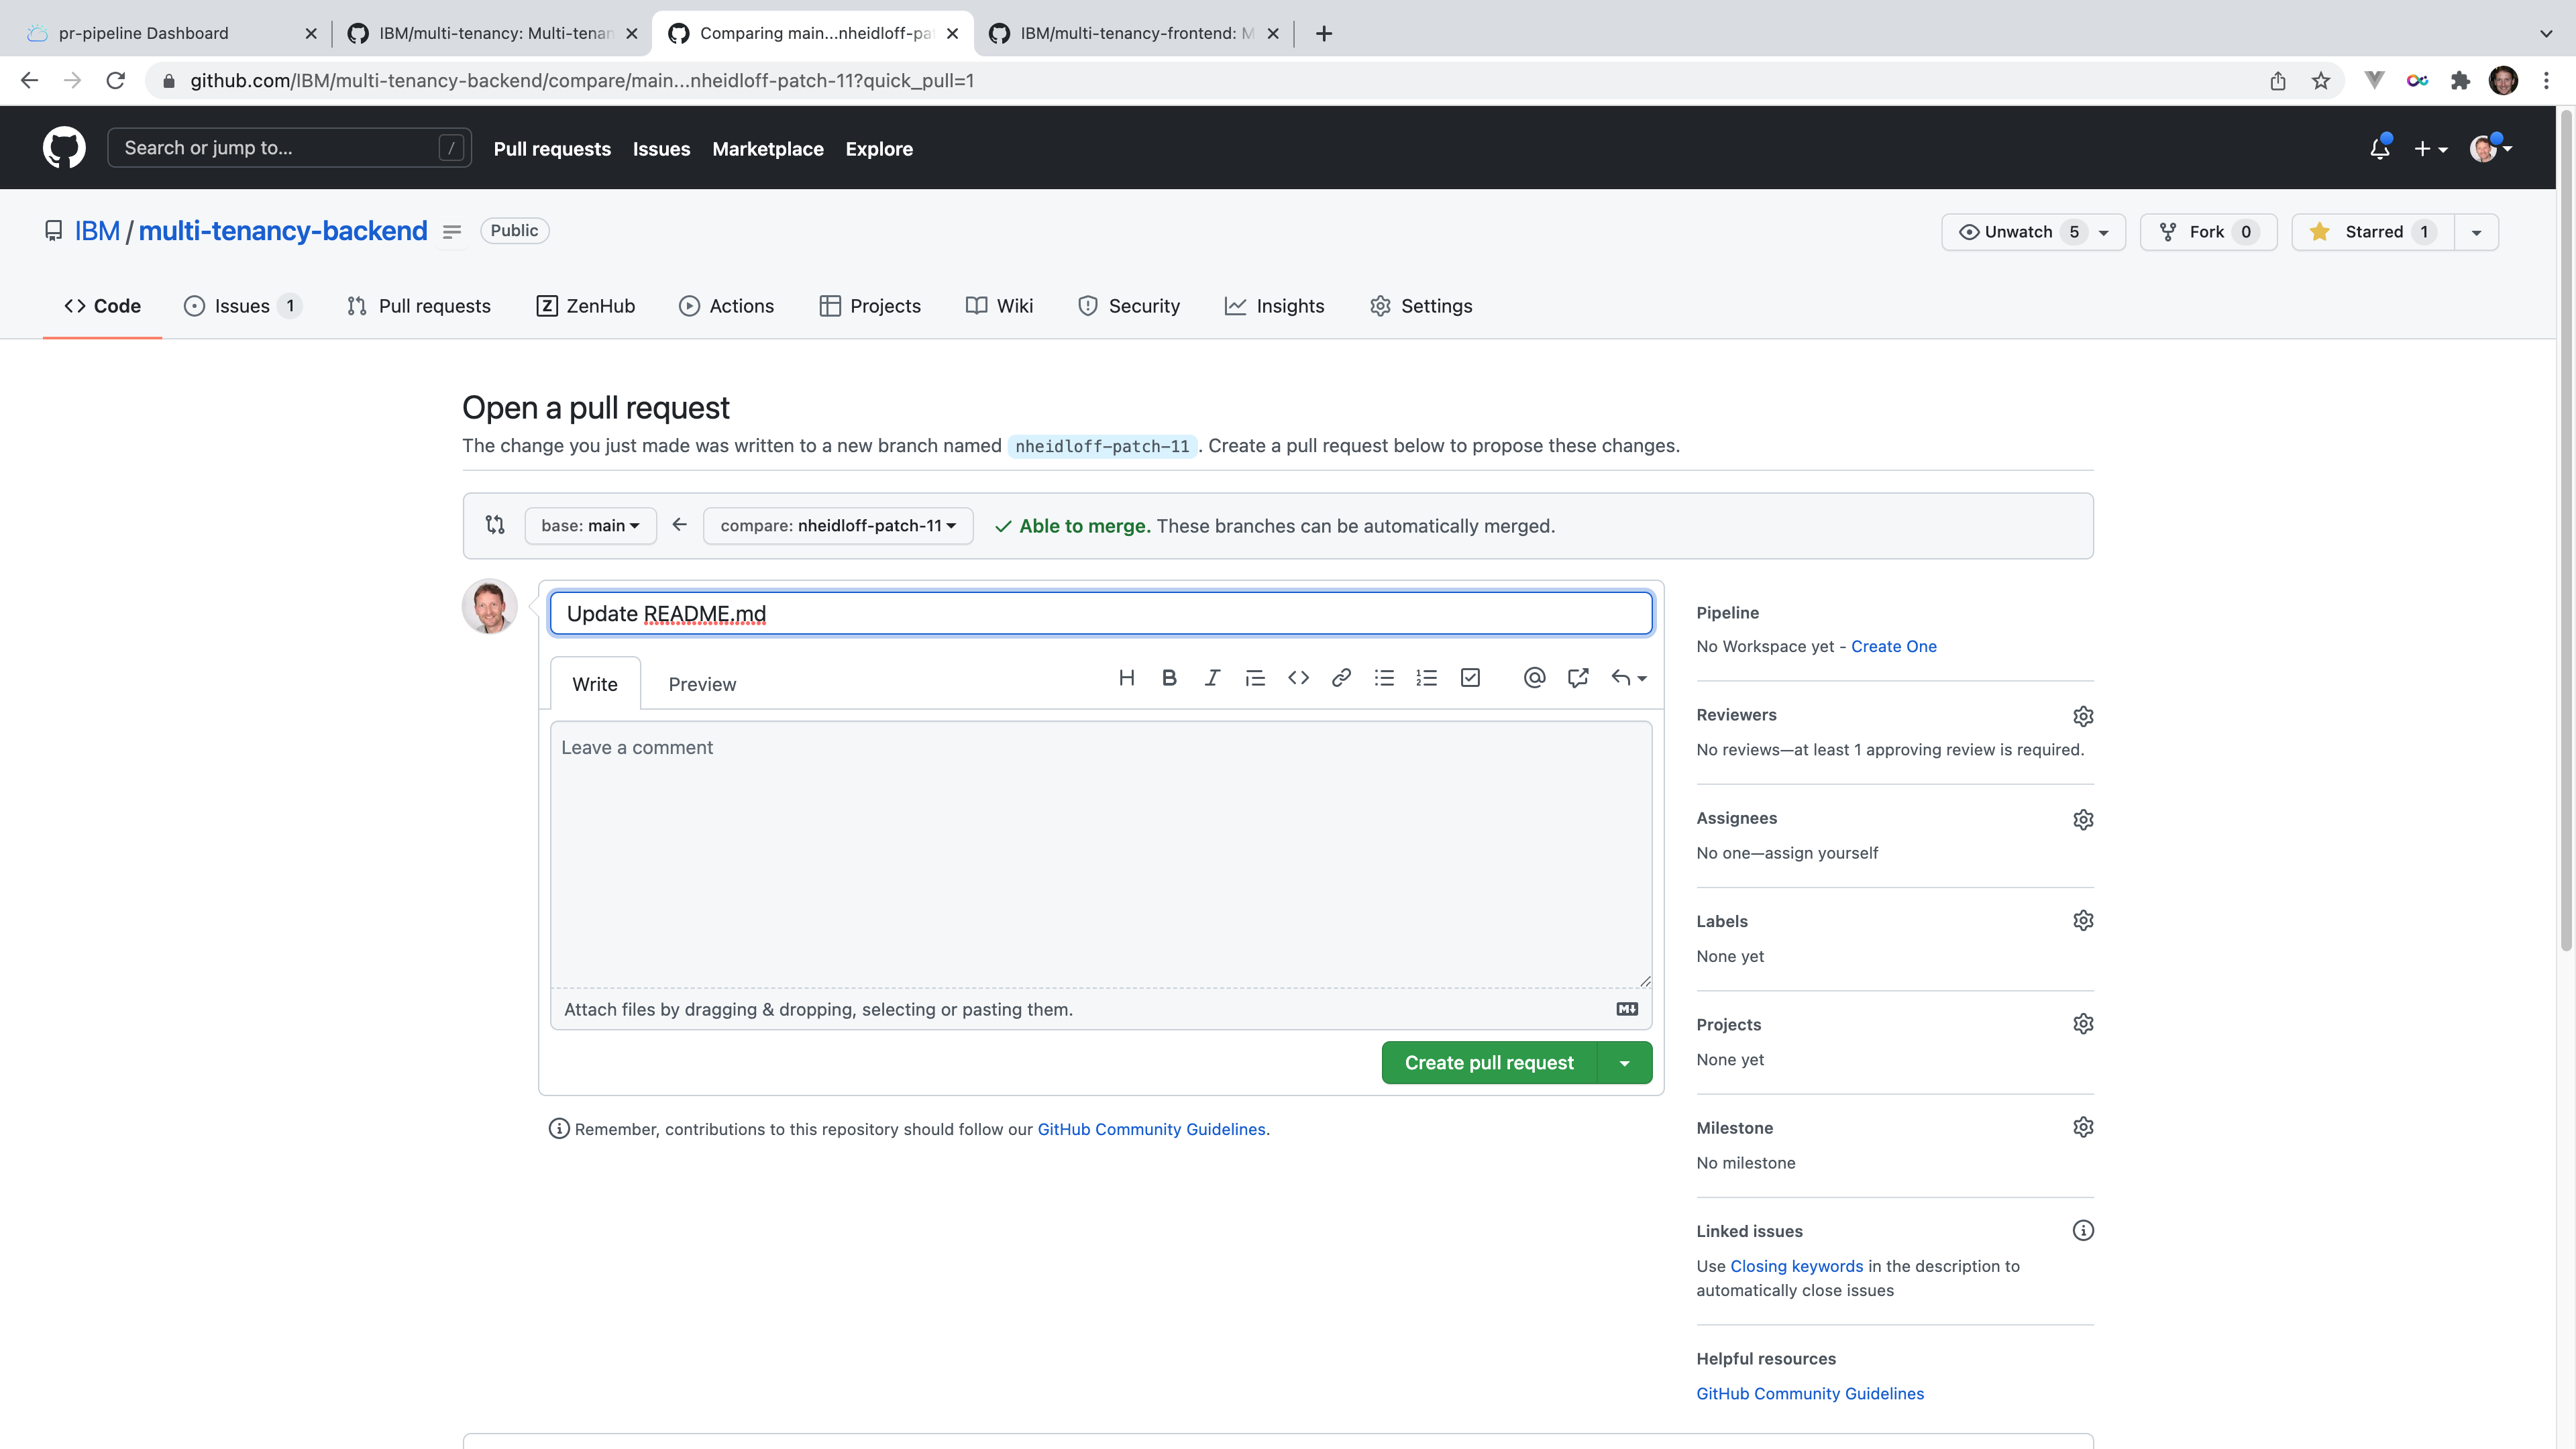 pr-pipeline Dashboard
IBM/multi-tenancy: Multi-tenan
Comparing main...nheidloff-pa
IBM/multi-tenancy-frontend: M
github.com/IBM/multi-tenancy-backend/compare/main...nheidloff-patch-11?quick_pull=1
Search or jump to... /
Pull requests Issues Marketplace Explore
IBM / multi-tenancy-backend Public
Unwatch 5 Fork 0 Starred 1
Code Issues 1 Pull requests Z ZenHub Actions Projects Wiki Security Insights Settings
Open a pull request
The change you just made was written to a new branch named nheidloff-patch-11. Create a pull request below to propose these changes.
base: main compare: nheidloff-patch-11 Able to merge. These branches can be automatically merged.
Update README.md
Write Preview
Leave a comment
Attach files by dragging & dropping, selecting or pasting them.
Create pull request
Remember, contributions to this repository should follow our GitHub Community Guidelines.
Pipeline
No Workspace yet - Create One
Reviewers
No reviews—at least 1 approving review is required.
Assignees
No one—assign yourself
Labels
None yet
Projects
None yet
Milestone
No milestone
Linked issues
Use Closing keywords in the description to
automatically close issues
Helpful resources
GitHub Community Guidelines